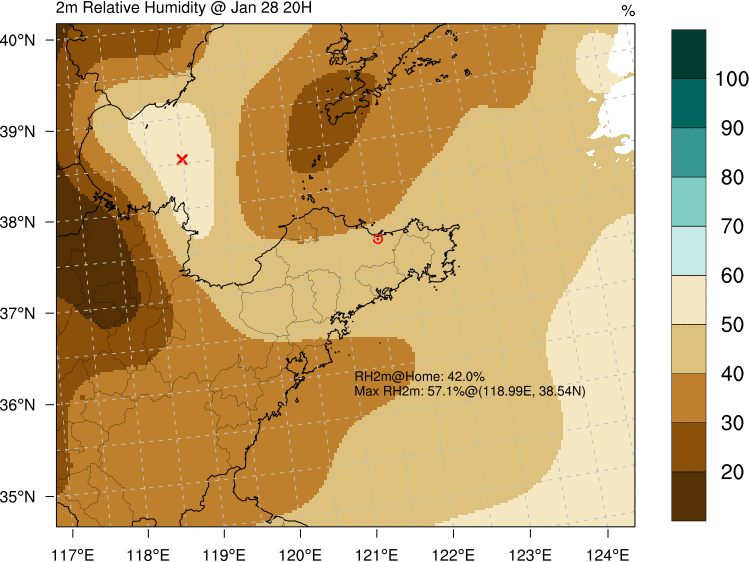 2m Relative Humidity @ Jan 28 20H
%
40°N
39°N
38°N
37°N
36°N
35°N
117°E 118°E 119°E 120°E 121°E 122°E 123°E 124°E
RH2m@Home: 42.0%
Max RH2m: 57.1%@(118.99E, 38.54N)
100
90
80
70
60
50
40
30
20